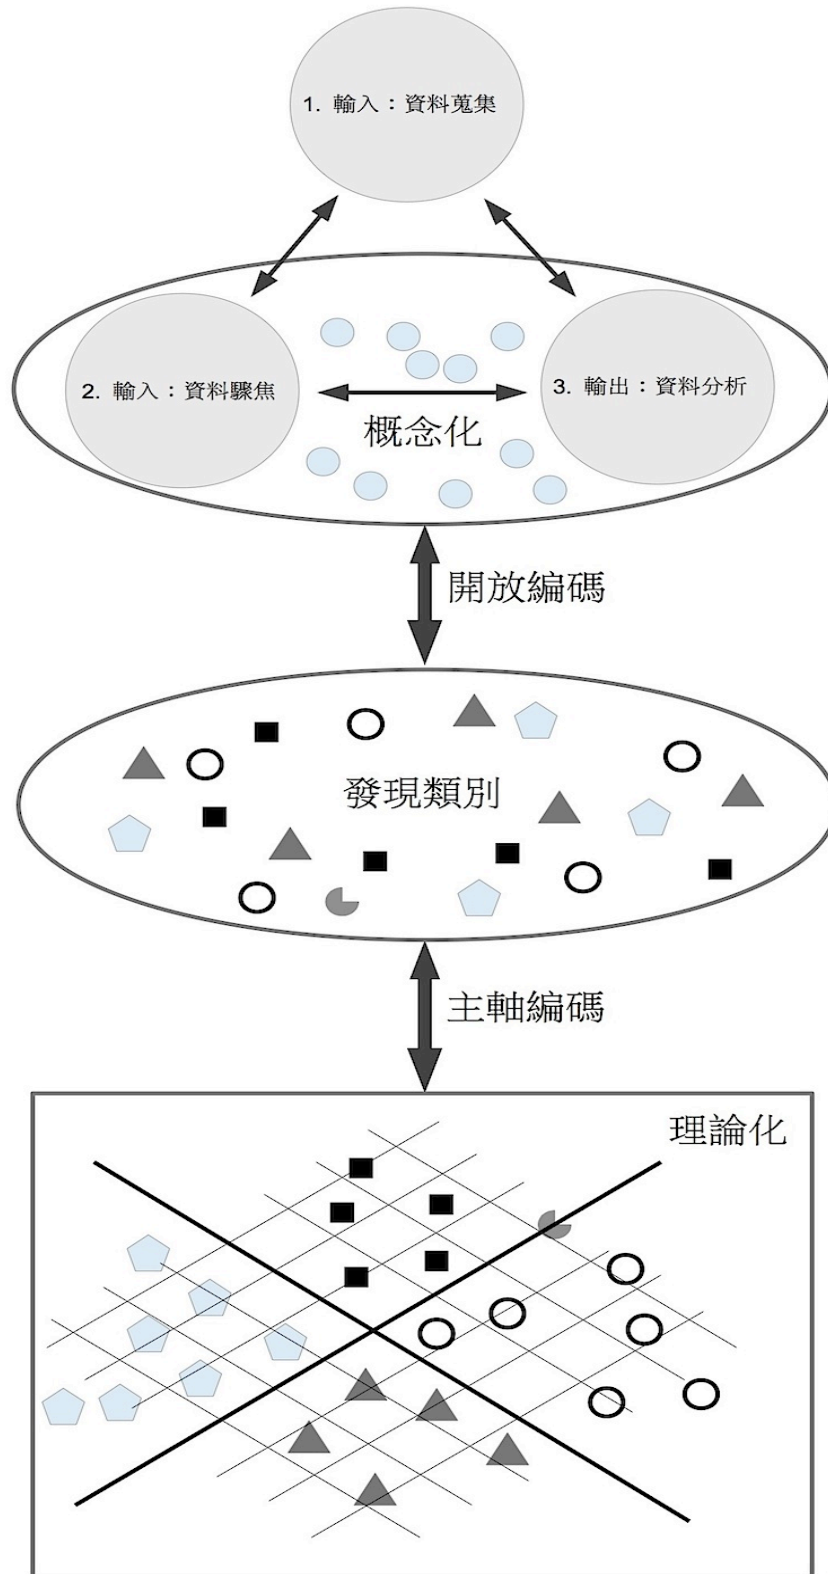 1. 輸入：資料蒐集
2. 輸入：資料驟焦
3. 輸出：資料分析
概念化
開放編碼
發現類別
主軸編碼
理論化